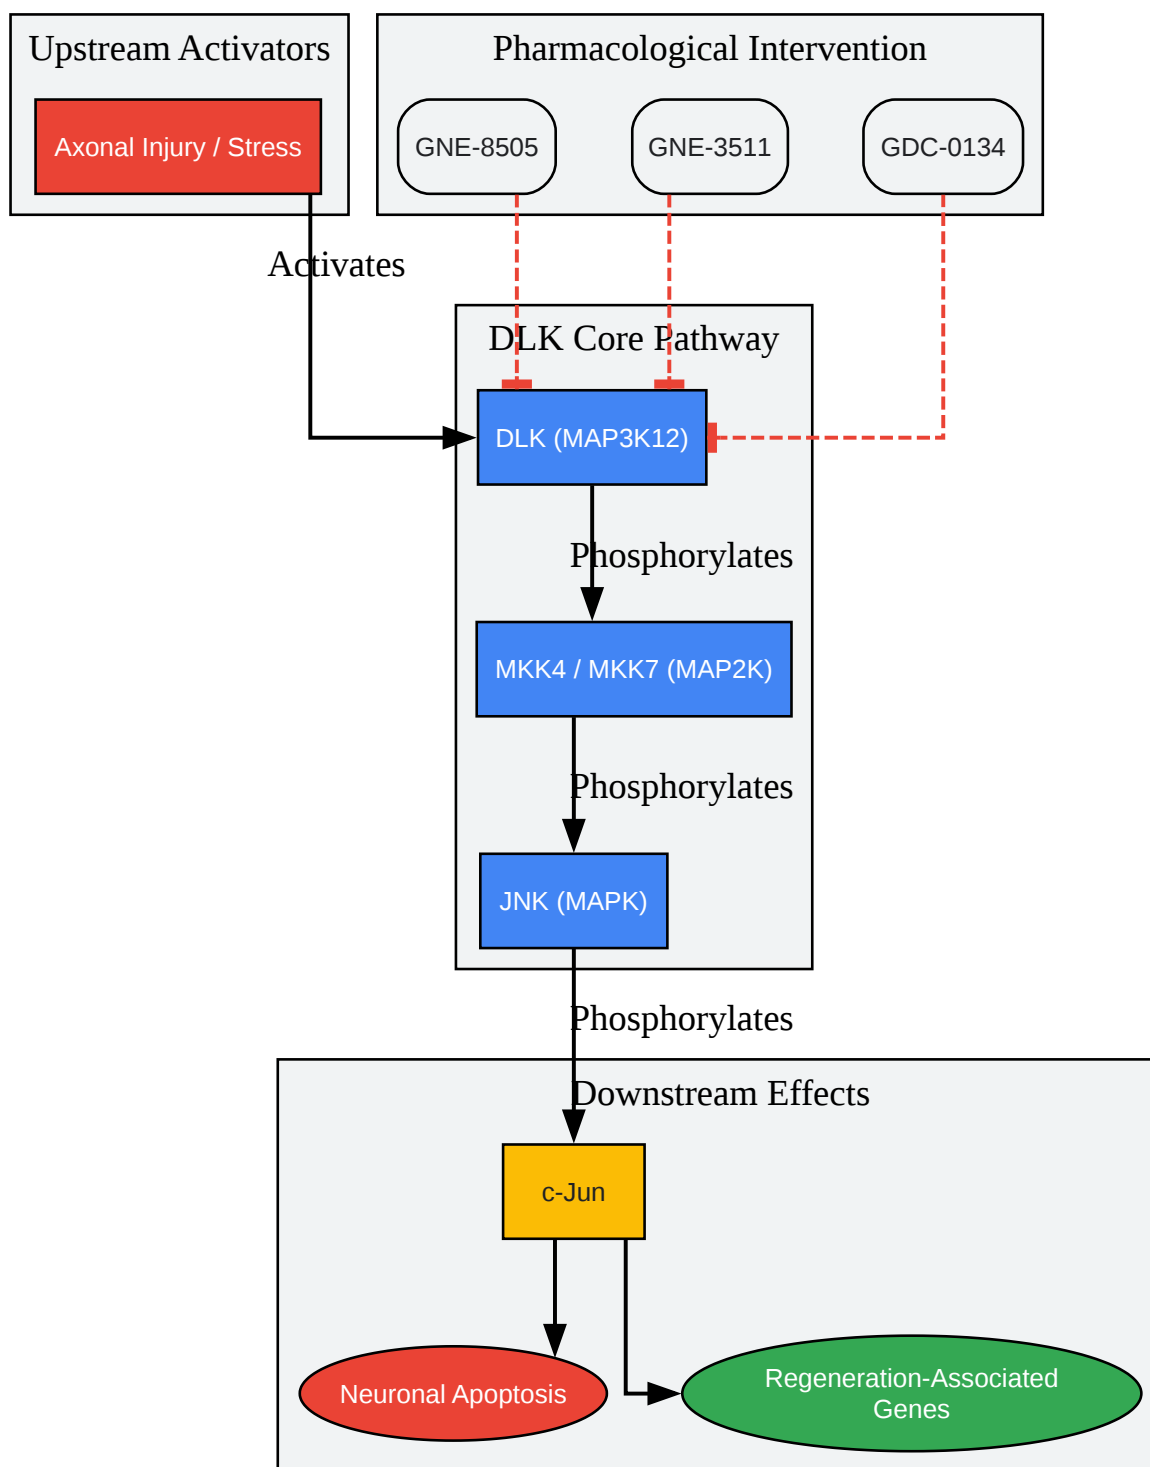 Upstream Activators
Pharmacological Intervention
Axonal Injury / Stress
GNE-8505
GNE-3511
GDC-0134
Activates
DLK Core Pathway
DLK (MAP3K12)
Phosphorylates
MKK4 / MKK7 (MAP2K)
Phosphorylates
JNK (MAPK)
Phosphorylates
Downstream Effects
c-Jun
Neuronal Apoptosis
Regeneration-Associated
Genes